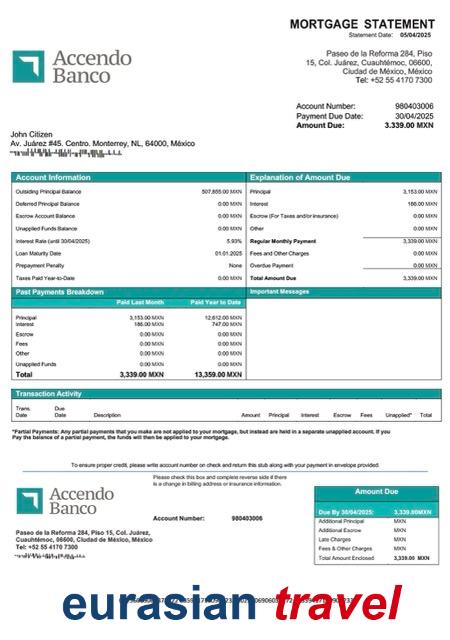 MORTGAGE STATEMENT
Statement Date: 05/04/2025
Accendo
Banco
Paseo de la Reforma 284, Piso
15, Col. Juárez, Cuauhtémoc, 06600,
Ciudad de México, México
Tel: +52 55 4170 7300
Account Number: 980403006
Payment Due Date: 30/04/2025
Amount Due: 3.339.00 MXN
John Citizen
Av. Juárez #45. Centro. Monterrey, NL, 64000, México
Account Information
Outsiding Principal Balance 507,855.00 MXN
Deferred Principal Balance 0.00 MXN
Escrow Account Balance 0.00 MXN
Unapplied Funds Balance 0.00 MXN
Interest Rate (until 30/04/2025) 5.93%
Loan Maturity Date 01.01.2025
Prepayment Penalty None
Taxes Paid Year-to-Date 0.00 MXN
Explanation of Amount Due
Principal 3,153.00 MXN
Interest 186.00 MXN
Escrow (For Taxes and/or insurance) 0.00 MXN
Other 0.00 MXN
Regular Monthly Payment 3,339.00 MXN
Fees and Other Charges 0.00 MXN
Overdue Payment 0.00 MXN
Total Amount Due 3,339.00 MXN
Past Payments Breakdown
Paid Last Month Paid Year to Date
Principal 3,153.00 MXN 12,612.00 MXN
Interest 186.00 MXN 747.00 MXN
Escrow 0.00 MXN 0.00 MXN
Fees 0.00 MXN 0.00 MXN
Other 0.00 MXN 0.00 MXN
Unapplied Funds 0.00 MXN 0.00 MXN
Total 3,339.00 MXN 13,359.00 MXN
Important Messages
Transaction Activity
Trans. Date Due Date Description Amount Principal Interest Escrow Fees Unapplied* Total
*Partial Payments: Any partial payments that you make are not applied to your mortgage, but instead are held in a separate unapplied account. If you
Pay the balance of a partial payment, the funds will then be applied to your mortgage.
To ensure proper credit, please write account number on check and return this stub along with your payment in envelope provided.
Please check this box and complete reverse side if there
is a change in billing address or insurance information.
Accendo
Banco
Account Number: 980403006
Paseo de la Reforma 284, Piso 15, Col. Juárez,
Cuauhtémoc, 06600, Ciudad de México, México
Tel: +52 55 4170 7300
Amount Due
Due By 30/04/2025: 3,339.00MXN
Additional Principal MXN
Additional Escrow MXN
Late Charges MXN
Fees & Other Charges MXN
Total Amount Enclosed 3,339.00 MXN
eurasian travel